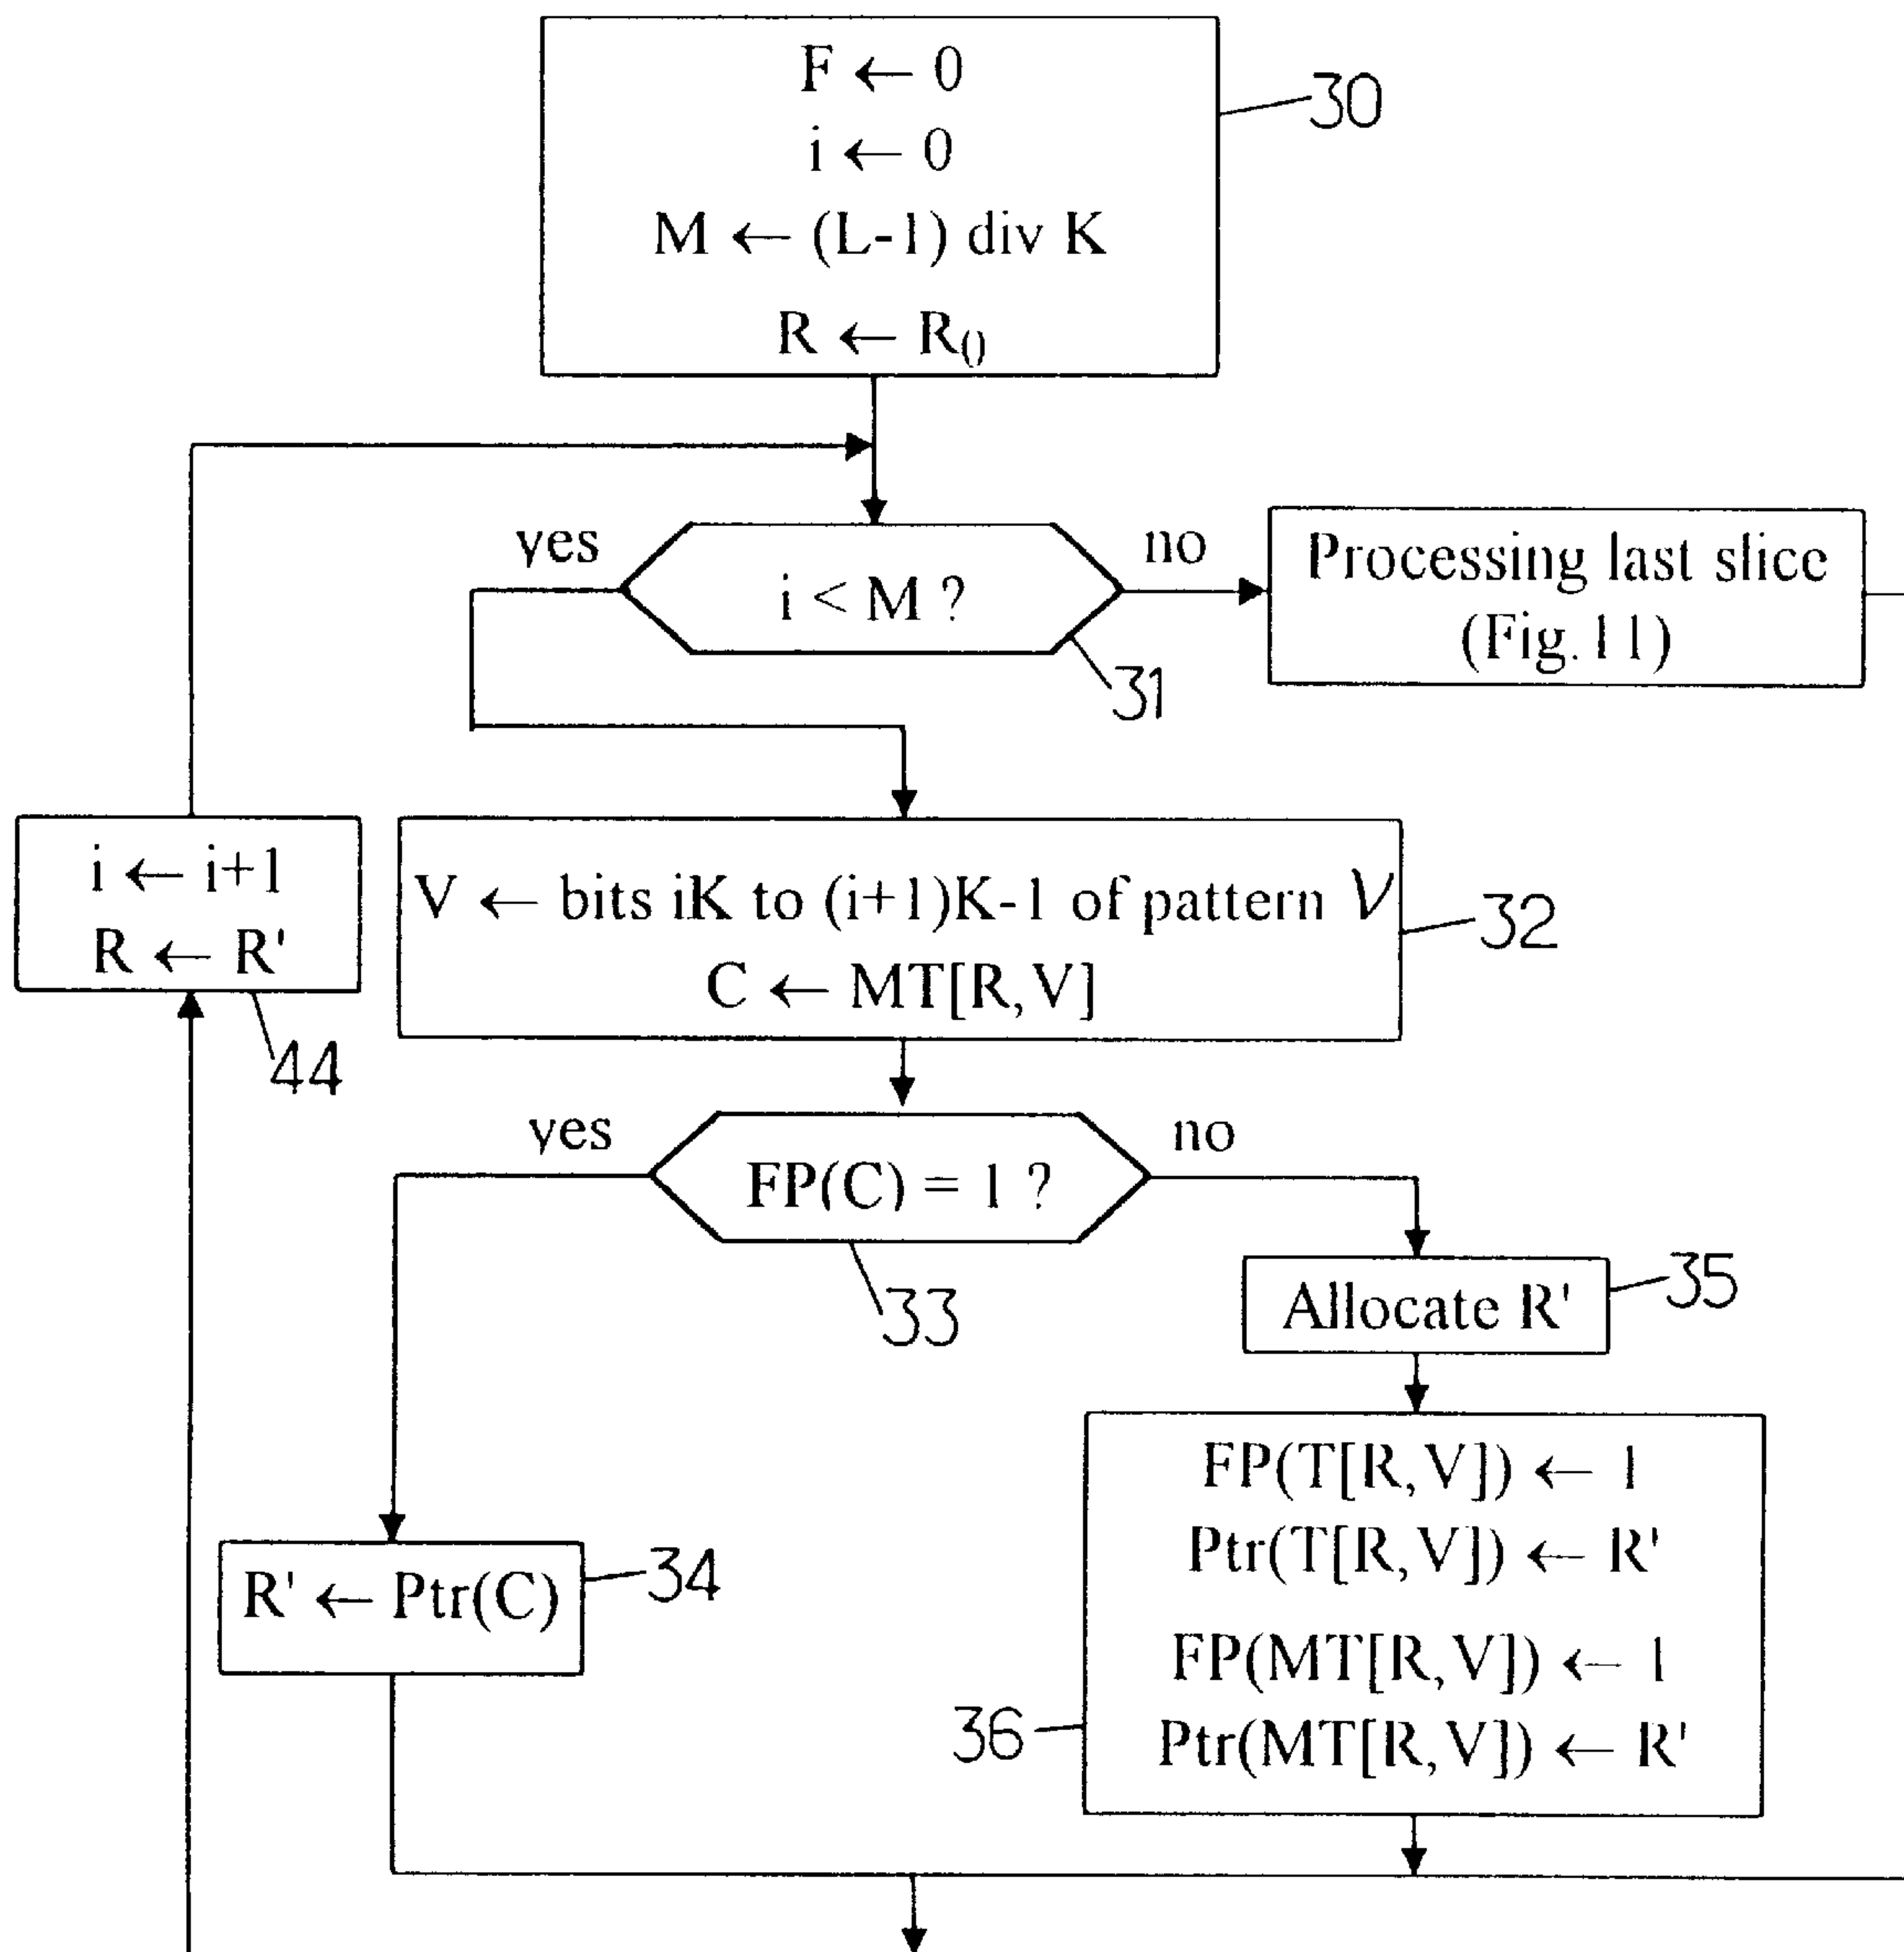 F ← 0
i ← 0
M ← (L-1) div K
R ← R₀
30
yes
i < M ?
no
31
Processing last slice
(Fig.11)
i ← i+1
R ← R'
44
V ← bits iK to (i+1)K-1 of pattern 𝒱
C ← MT[R,V]
32
yes
FP(C) = 1 ?
no
33
Allocate R'
35
R' ← Ptr(C)
34
FP(T[R,V]) ← 1
Ptr(T[R,V]) ← R'
FP(MT[R,V]) ← 1
Ptr(MT[R,V]) ← R'
36